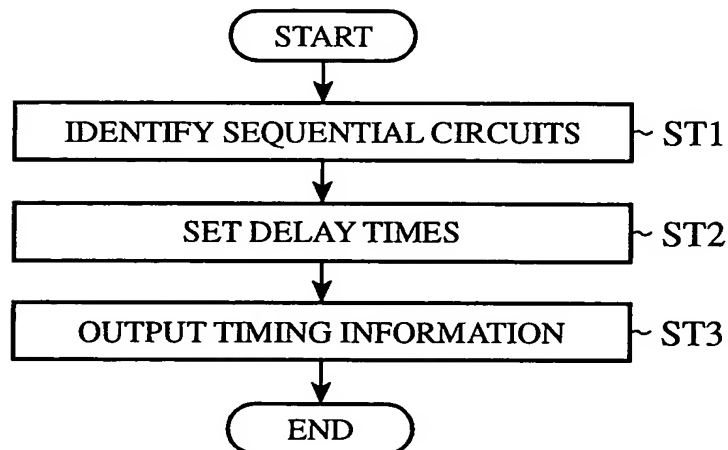 START
IDENTIFY SEQUENTIAL CIRCUITS ~ ST1
SET DELAY TIMES ~ ST2
OUTPUT TIMING INFORMATION ~ ST3
END